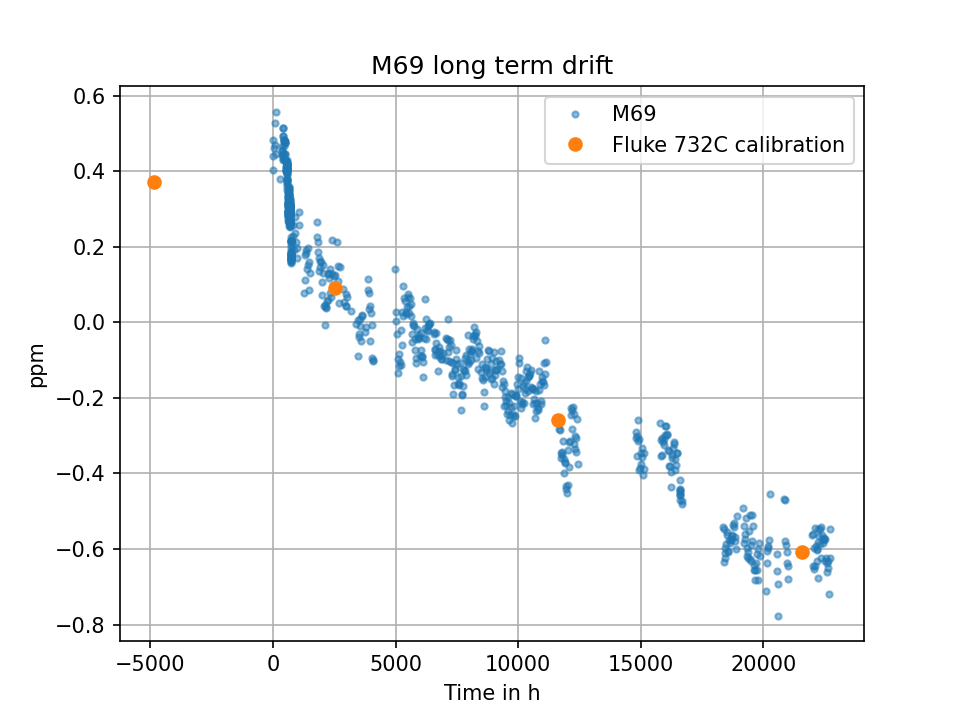 M69 long term drift
M69
Fluke 732C calibration
ppm
0.6
0.4
0.2
0.0
−0.2
−0.4
−0.6
−0.8
−5000 0 5000 10000 15000 20000
Time in h